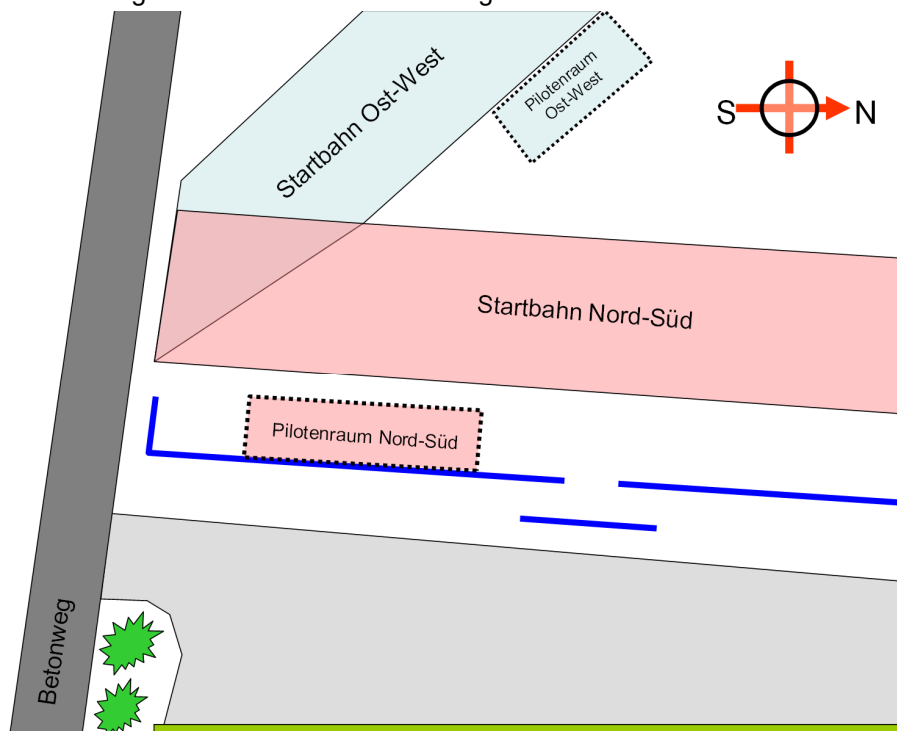 Startbahn Ost-West
Pilotenraum
Ost-West
S
N
Startbahn Nord-Süd
Pilotenraum Nord-Süd
Betonweg